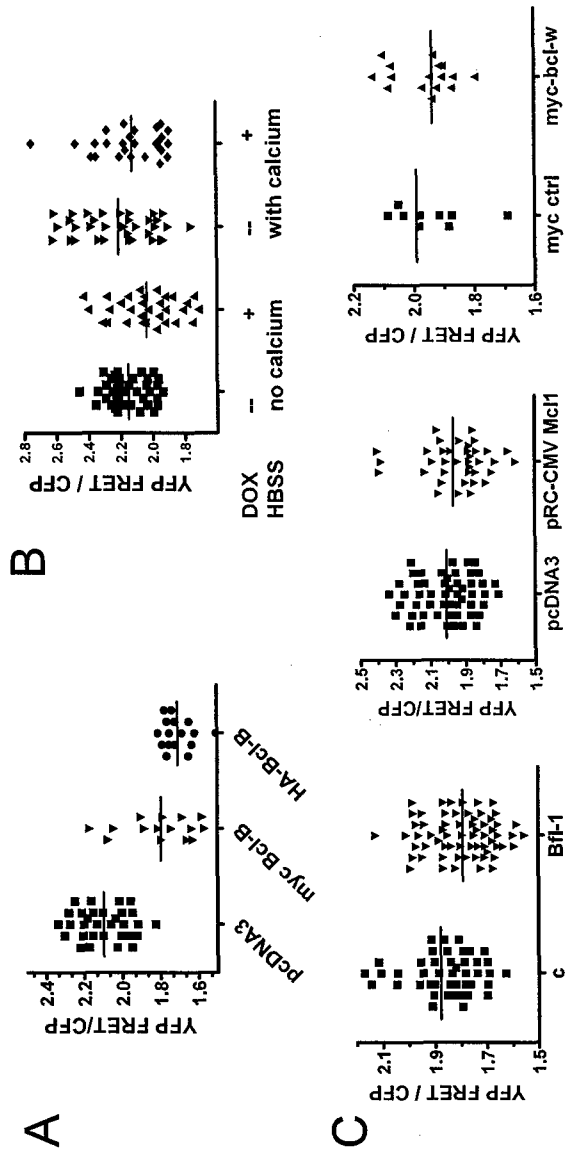 A
YFP FRET/CFP
2.4
2.2
2.0
1.8
1.6
pcDNA3
myc Bcl-B
HA-Bcl-B
B
YFP FRET / CFP
2.8
2.6
2.4
2.2
2.0
1.8
DOX -- + -- +
HBSS no calcium with calcium
C
YFP FRET / CFP
2.1
1.9
1.7
1.5
c
Bfl-1
YFP FRET/CFP
2.5
2.3
2.1
1.9
1.7
1.5
pcDNA3
pRC-CMV Mcl1
YFP FRET / CFP
2.2
2.0
1.8
1.6
myc ctrl
myc-bcl-w